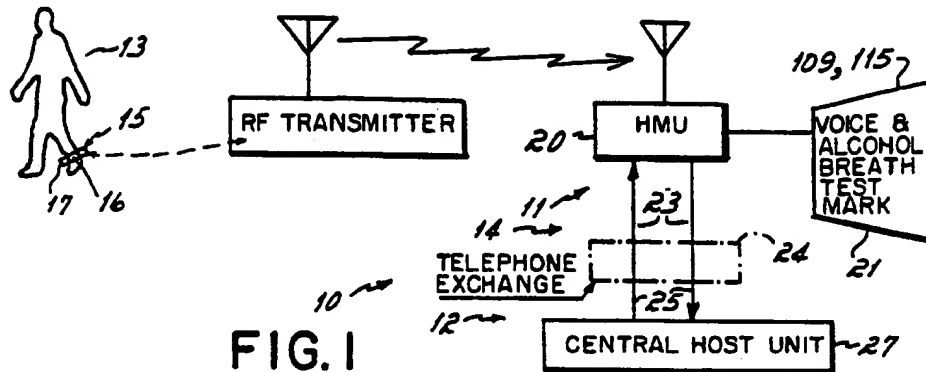 13
15
17
16
RF TRANSMITTER
20
HMU
109, 115
VOICE &
ALCOHOL
BREATH
TEST
MARK
21
11
14
23
24
TELEPHONE
EXCHANGE
10
12
25
CENTRAL HOST UNIT
27
FIG. 1